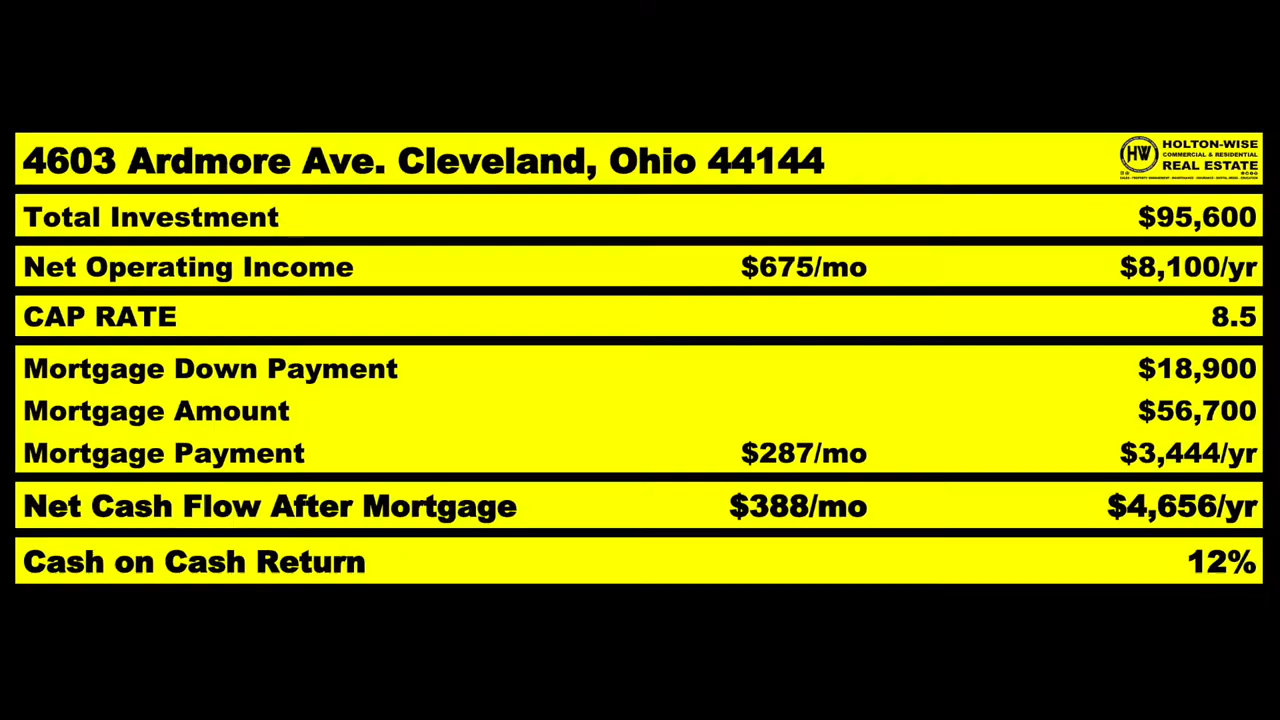 4603 Ardmore Ave. Cleveland, Ohio 44144
HW
HOLTON-WISE
COMMERCIAL & RESIDENTIAL
REAL ESTATE
Total Investment $95,600
Net Operating Income $675/mo $8,100/yr
CAP RATE 8.5
Mortgage Down Payment $18,900
Mortgage Amount $56,700
Mortgage Payment $287/mo $3,444/yr
Net Cash Flow After Mortgage $388/mo $4,656/yr
Cash on Cash Return 12%